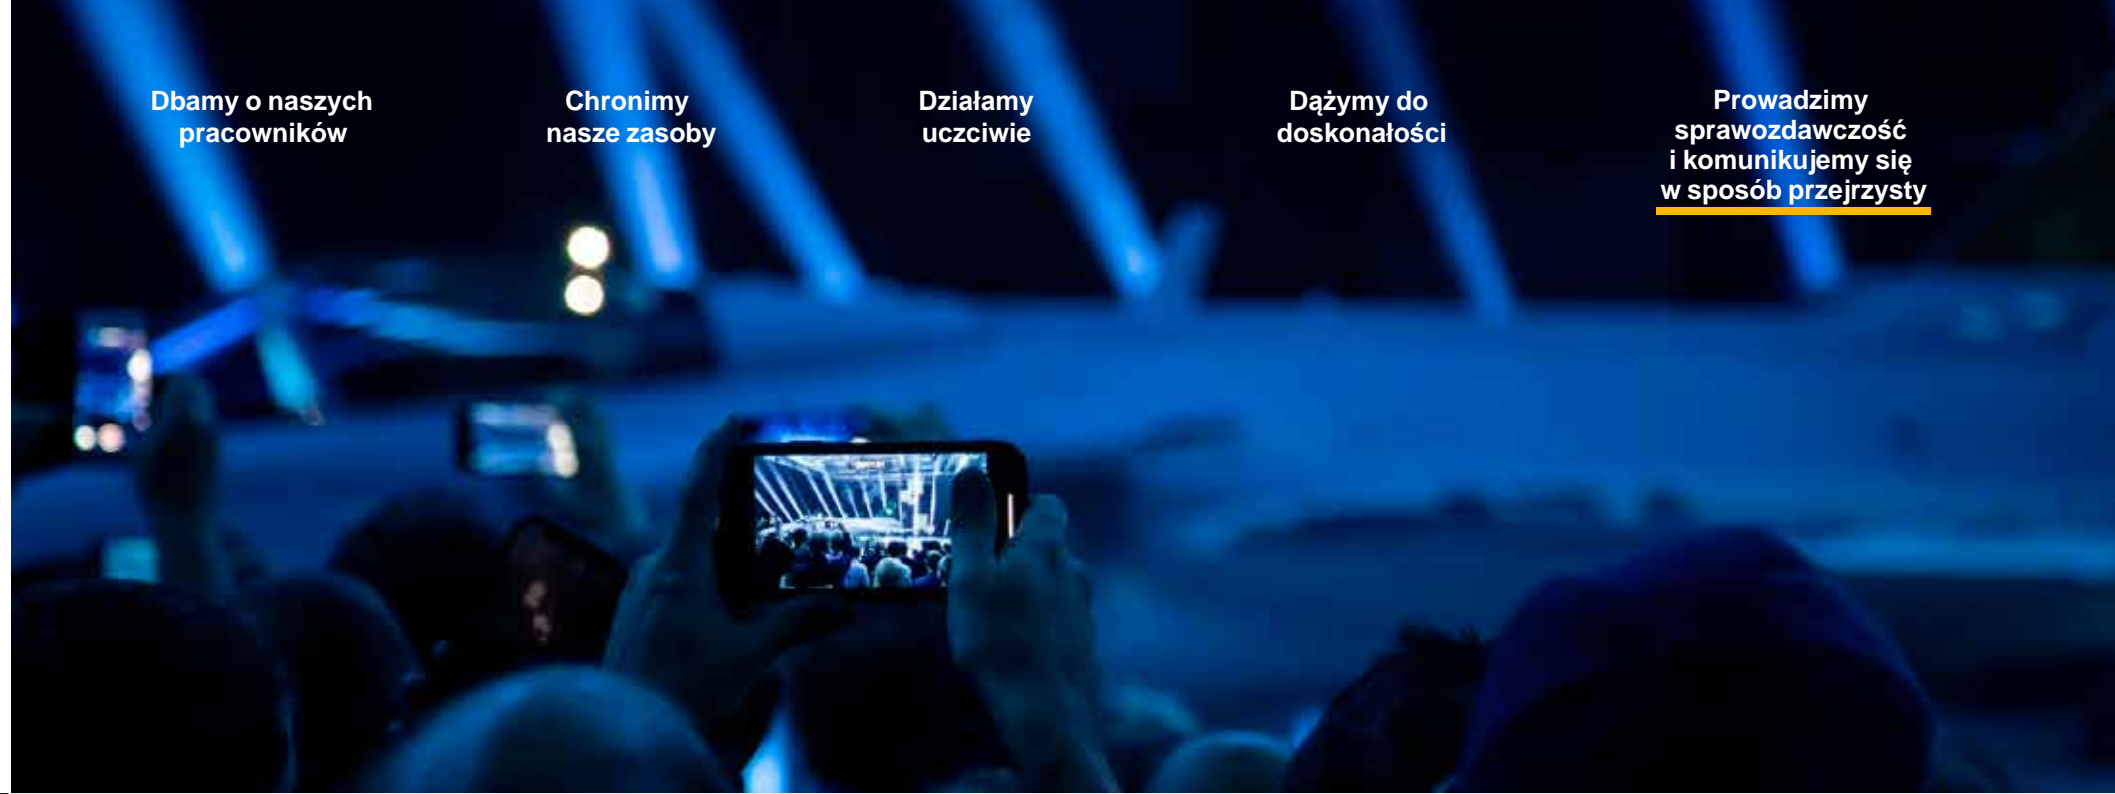 Dbamy o naszych
pracowników
Chronimy
nasze zasoby
Działamy
uczciwie
Dążymy do
doskonałości
Prowadzimy
sprawozdawczość
i komunikujemy się
w sposób przejrzysty